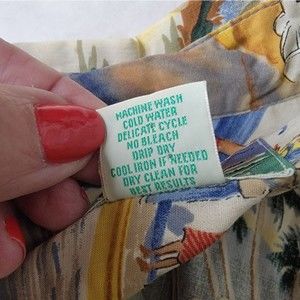 MACHINE WASH
COLD WATER
DELICATE CYCLE
NO BLEACH
DRIP DRY
COOL IRON IF NEEDED
DRY CLEAN FOR
BEST RESULTS